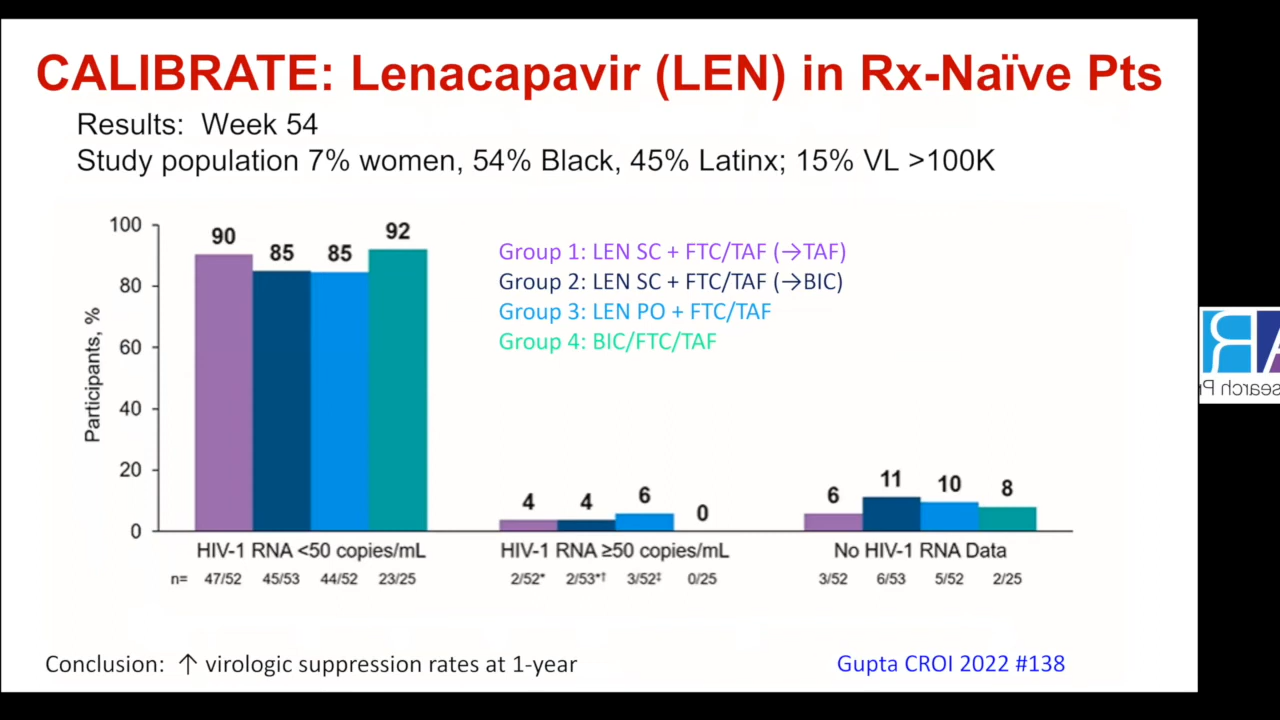 CALIBRATE: Lenacapavir (LEN) in Rx-Naïve Pts
Results: Week 54
Study population 7% women, 54% Black, 45% Latinx; 15% VL >100K
Participants, %
100
80
60
40
20
0
90
85
85
92
Group 1: LEN SC + FTC/TAF (→TAF)
Group 2: LEN SC + FTC/TAF (→BIC)
Group 3: LEN PO + FTC/TAF
Group 4: BIC/FTC/TAF
4
4
6
0
6
11
10
8
HIV-1 RNA <50 copies/mL
HIV-1 RNA ≥50 copies/mL
No HIV-1 RNA Data
n= 47/52 45/53 44/52 23/25
2/52* 2/53*† 3/52‡ 0/25
3/52 6/53 5/52 2/25
Conclusion: ↑ virologic suppression rates at 1-year
Gupta CROI 2022 #138